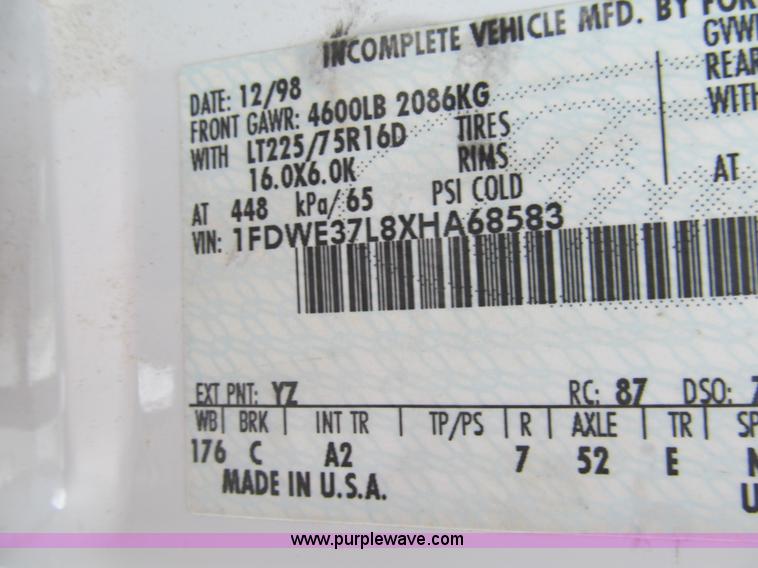 INCOMPLETE VEHICLE MFD. BY
DATE: 12/98
FRONT GAWR: 4600LB 2086KG
WITH LT225/75R16D TIRES
16.0X6.0K RIMS
AT 448 kPa/65 PSI COLD
VIN: 1FDWE37L8XHA68583
REAR
WITH
AT
EXT PNT: YZ RC: 87 DSO:
WB BRK INT TR TP/PS R AXLE TR
176 C A2 7 52 E
MADE IN U.S.A.
www.purplewave.com